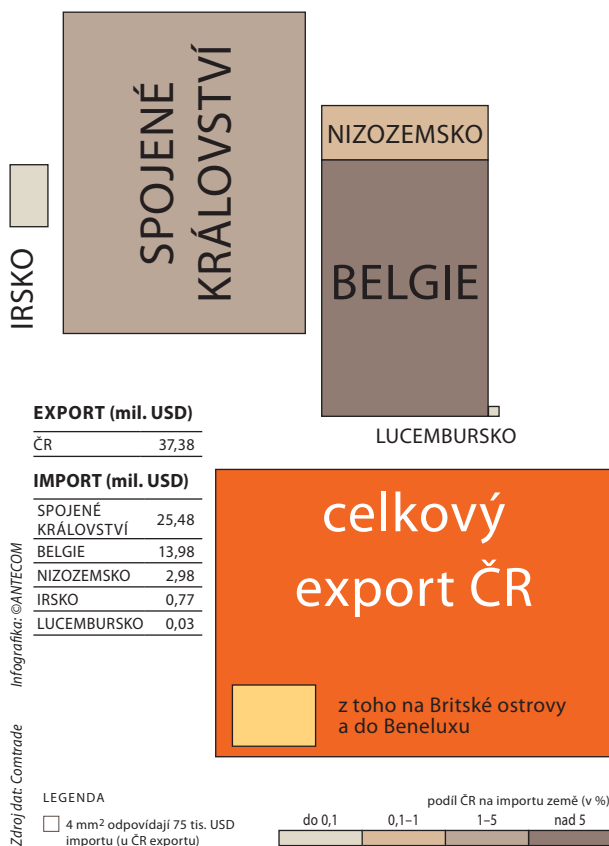 SPOJENÉ
KRÁLOVSTVÍ
IRSKO
NIZOZEMSKO
BELGIE
LUCEMBURSKO
EXPORT (mil. USD)
ČR 37,38
IMPORT (mil. USD)
SPOJENÉ
KRÁLOVSTVÍ 25,48
BELGIE 13,98
NIZOZEMSKO 2,98
IRSKO 0,77
LUCEMBURSKO 0,03
celkový
export ČR
z toho na Britské ostrovy
a do Beneluxu
Zdroj dat: Comtrade Infografika: ©ANTECOM
LEGENDA
4 mm² odpovídají 75 tis. USD
importu (u ČR exportu)
podíl ČR na importu země (v %)
do 0,1 0,1–1 1–5 nad 5